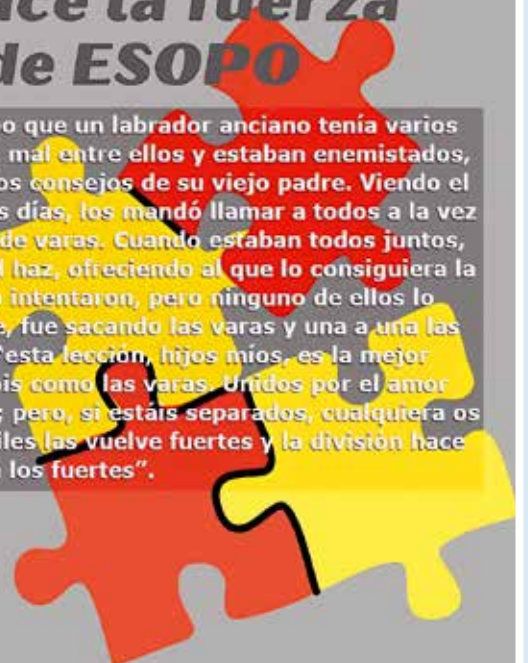 ce la fuerza
de ESOPO
o que un labrador anciano tenía varios
mal entre ellos y estaban enemistados,
os consejos de su viejo padre. Viendo el
s días, los mandó llamar a todos a la vez
de varas. Cuando estaban todos juntos,
l haz, ofreciendo al que lo consiguiera la
o intentaron, pero ninguno de ellos lo
e, fue sacando las varas y una a una las
"esta lección, hijos míos, es la mejor
is como las varas. Unidos por el amor
; pero, si estáis separados, cualquiera os
iles las vuelve fuertes y la división hace
a los fuertes".